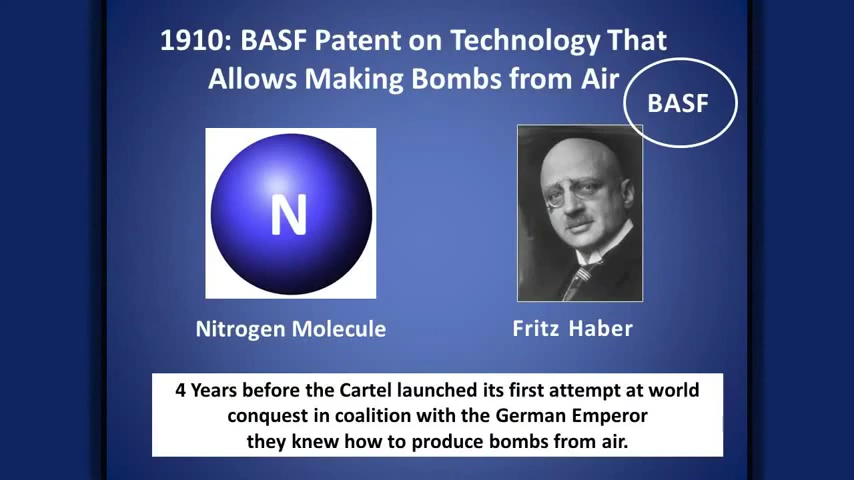 1910: BASF Patent on Technology That
Allows Making Bombs from Air
BASF
N
Nitrogen Molecule
Fritz Haber
4 Years before the Cartel launched its first attempt at world
conquest in coalition with the German Emperor
they knew how to produce bombs from air.